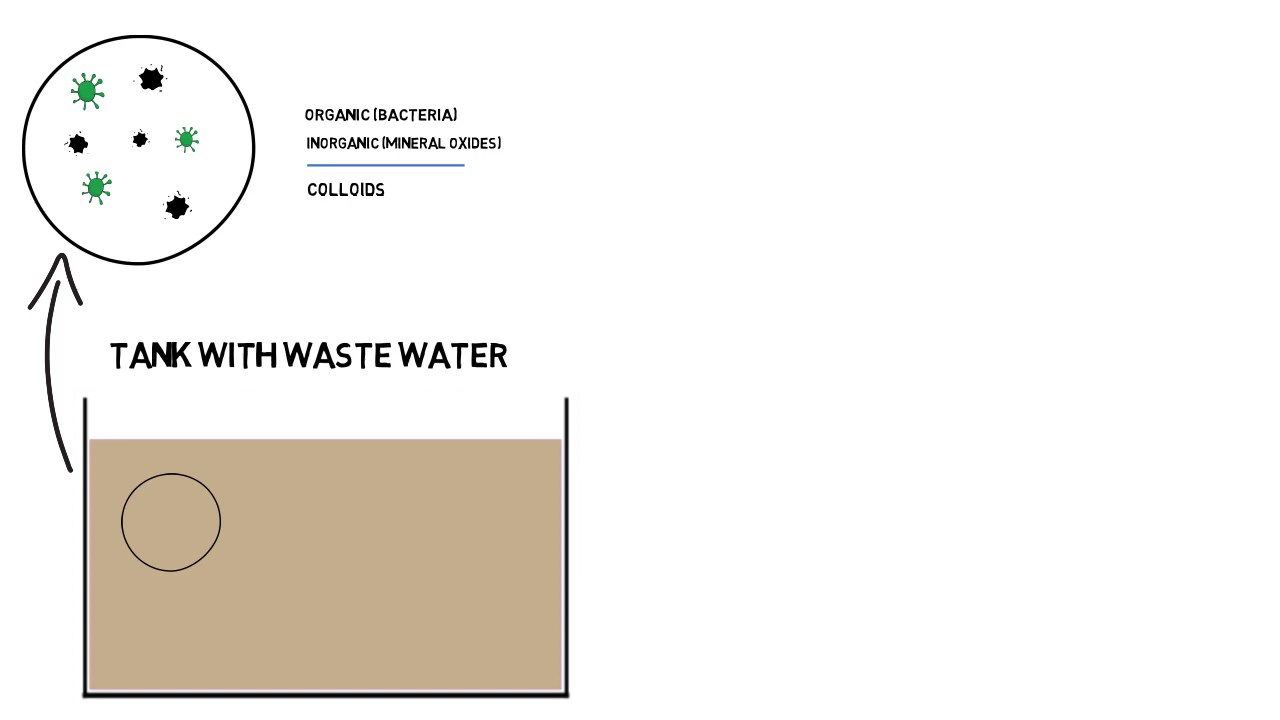 ORGANIC (BACTERIA)
INORGANIC (MINERAL OXIDES)
COLLOIDS
TANK WITH WASTE WATER